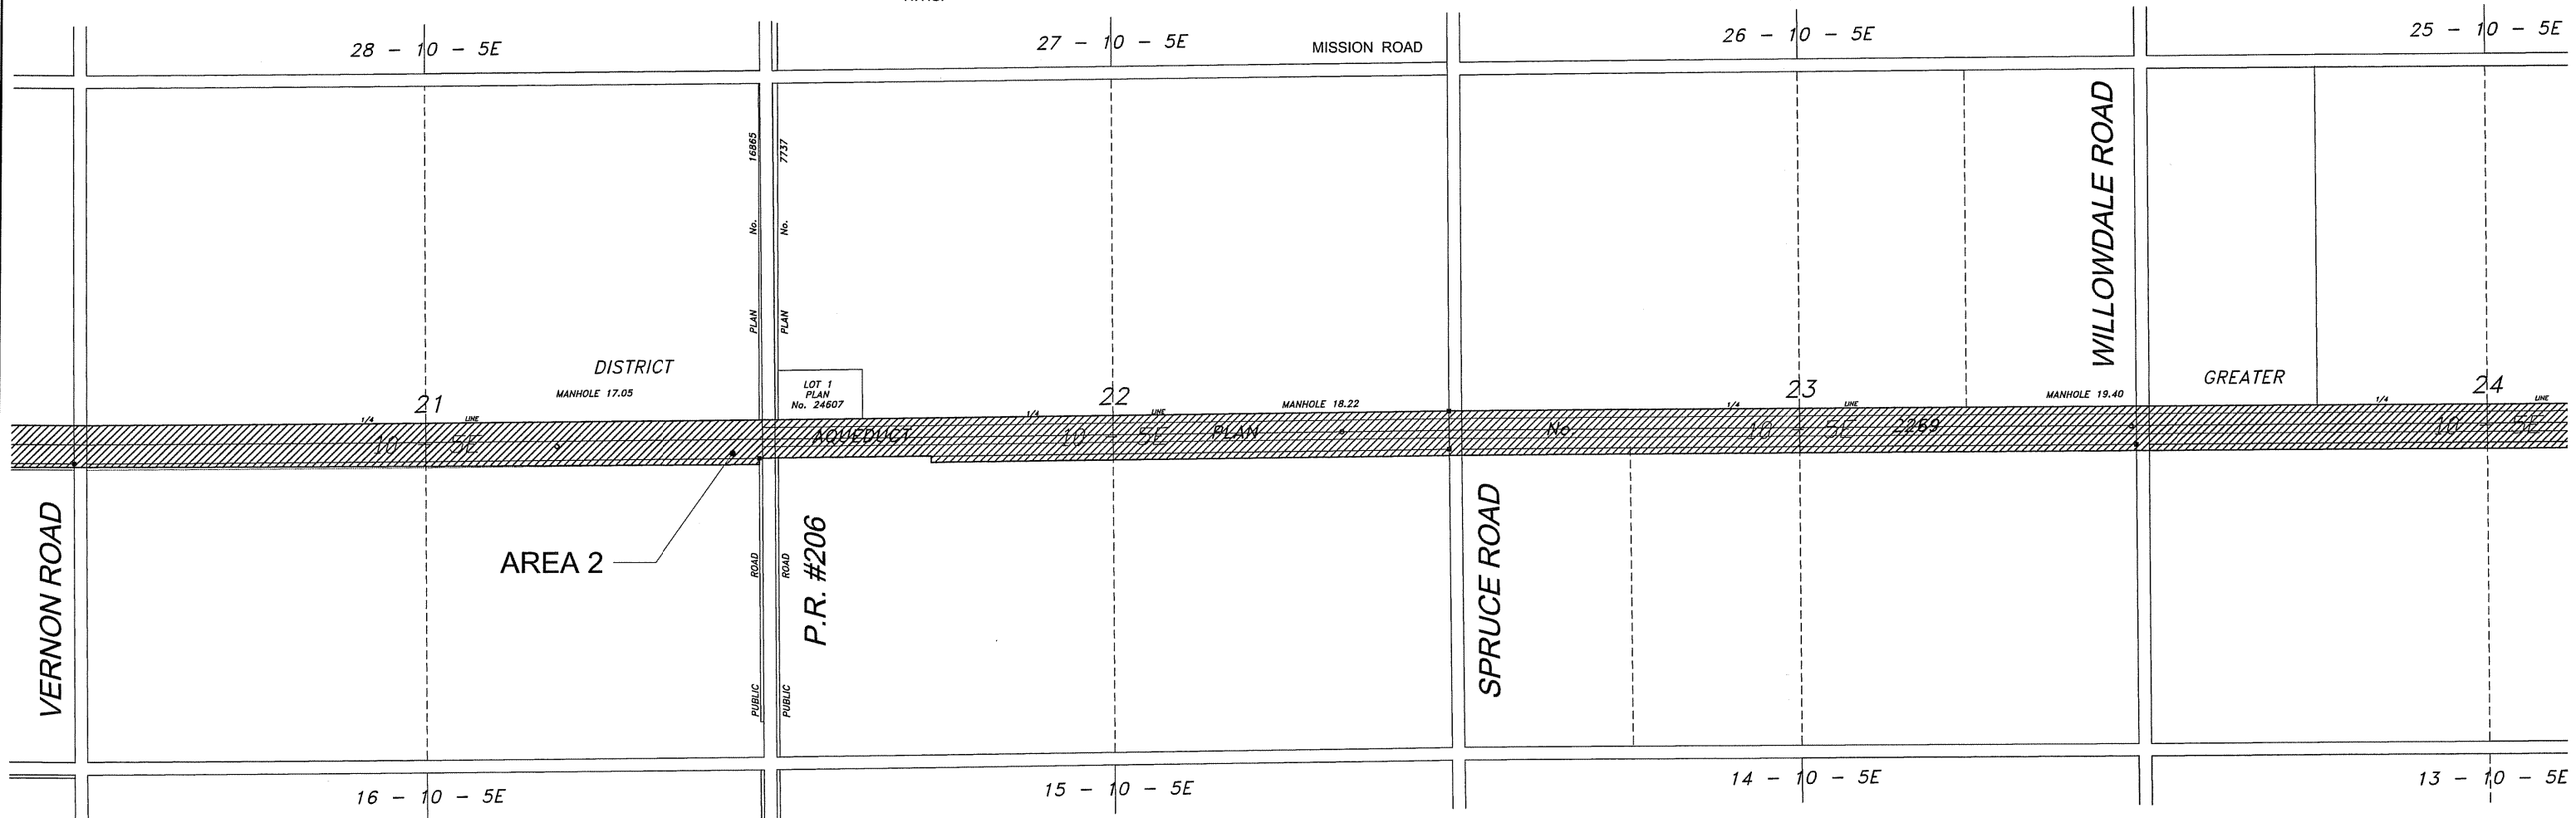 28 - 10 - 5E
27 - 10 - 5E
MISSION ROAD
26 - 10 - 5E
25 - 10 - 5E
PUBLIC ROAD PLAN No. 16865
PUBLIC ROAD PLAN No. 7737
WILLOWDALE ROAD
DISTRICT
MANHOLE 17.05
LOT 1
PLAN
No. 24607
MANHOLE 18.22
MANHOLE 19.40
GREATER
21
22
23
24
1/4 LINE
1/4 LINE
1/4 LINE
1/4 LINE
10 - 5E
AQUEDUCT
10 - 5E
PLAN
No
10 - 5E
2269
10 - 5E
VERNON ROAD
AREA 2
P.R. #206
SPRUCE ROAD
16 - 10 - 5E
15 - 10 - 5E
14 - 10 - 5E
13 - 10 - 5E